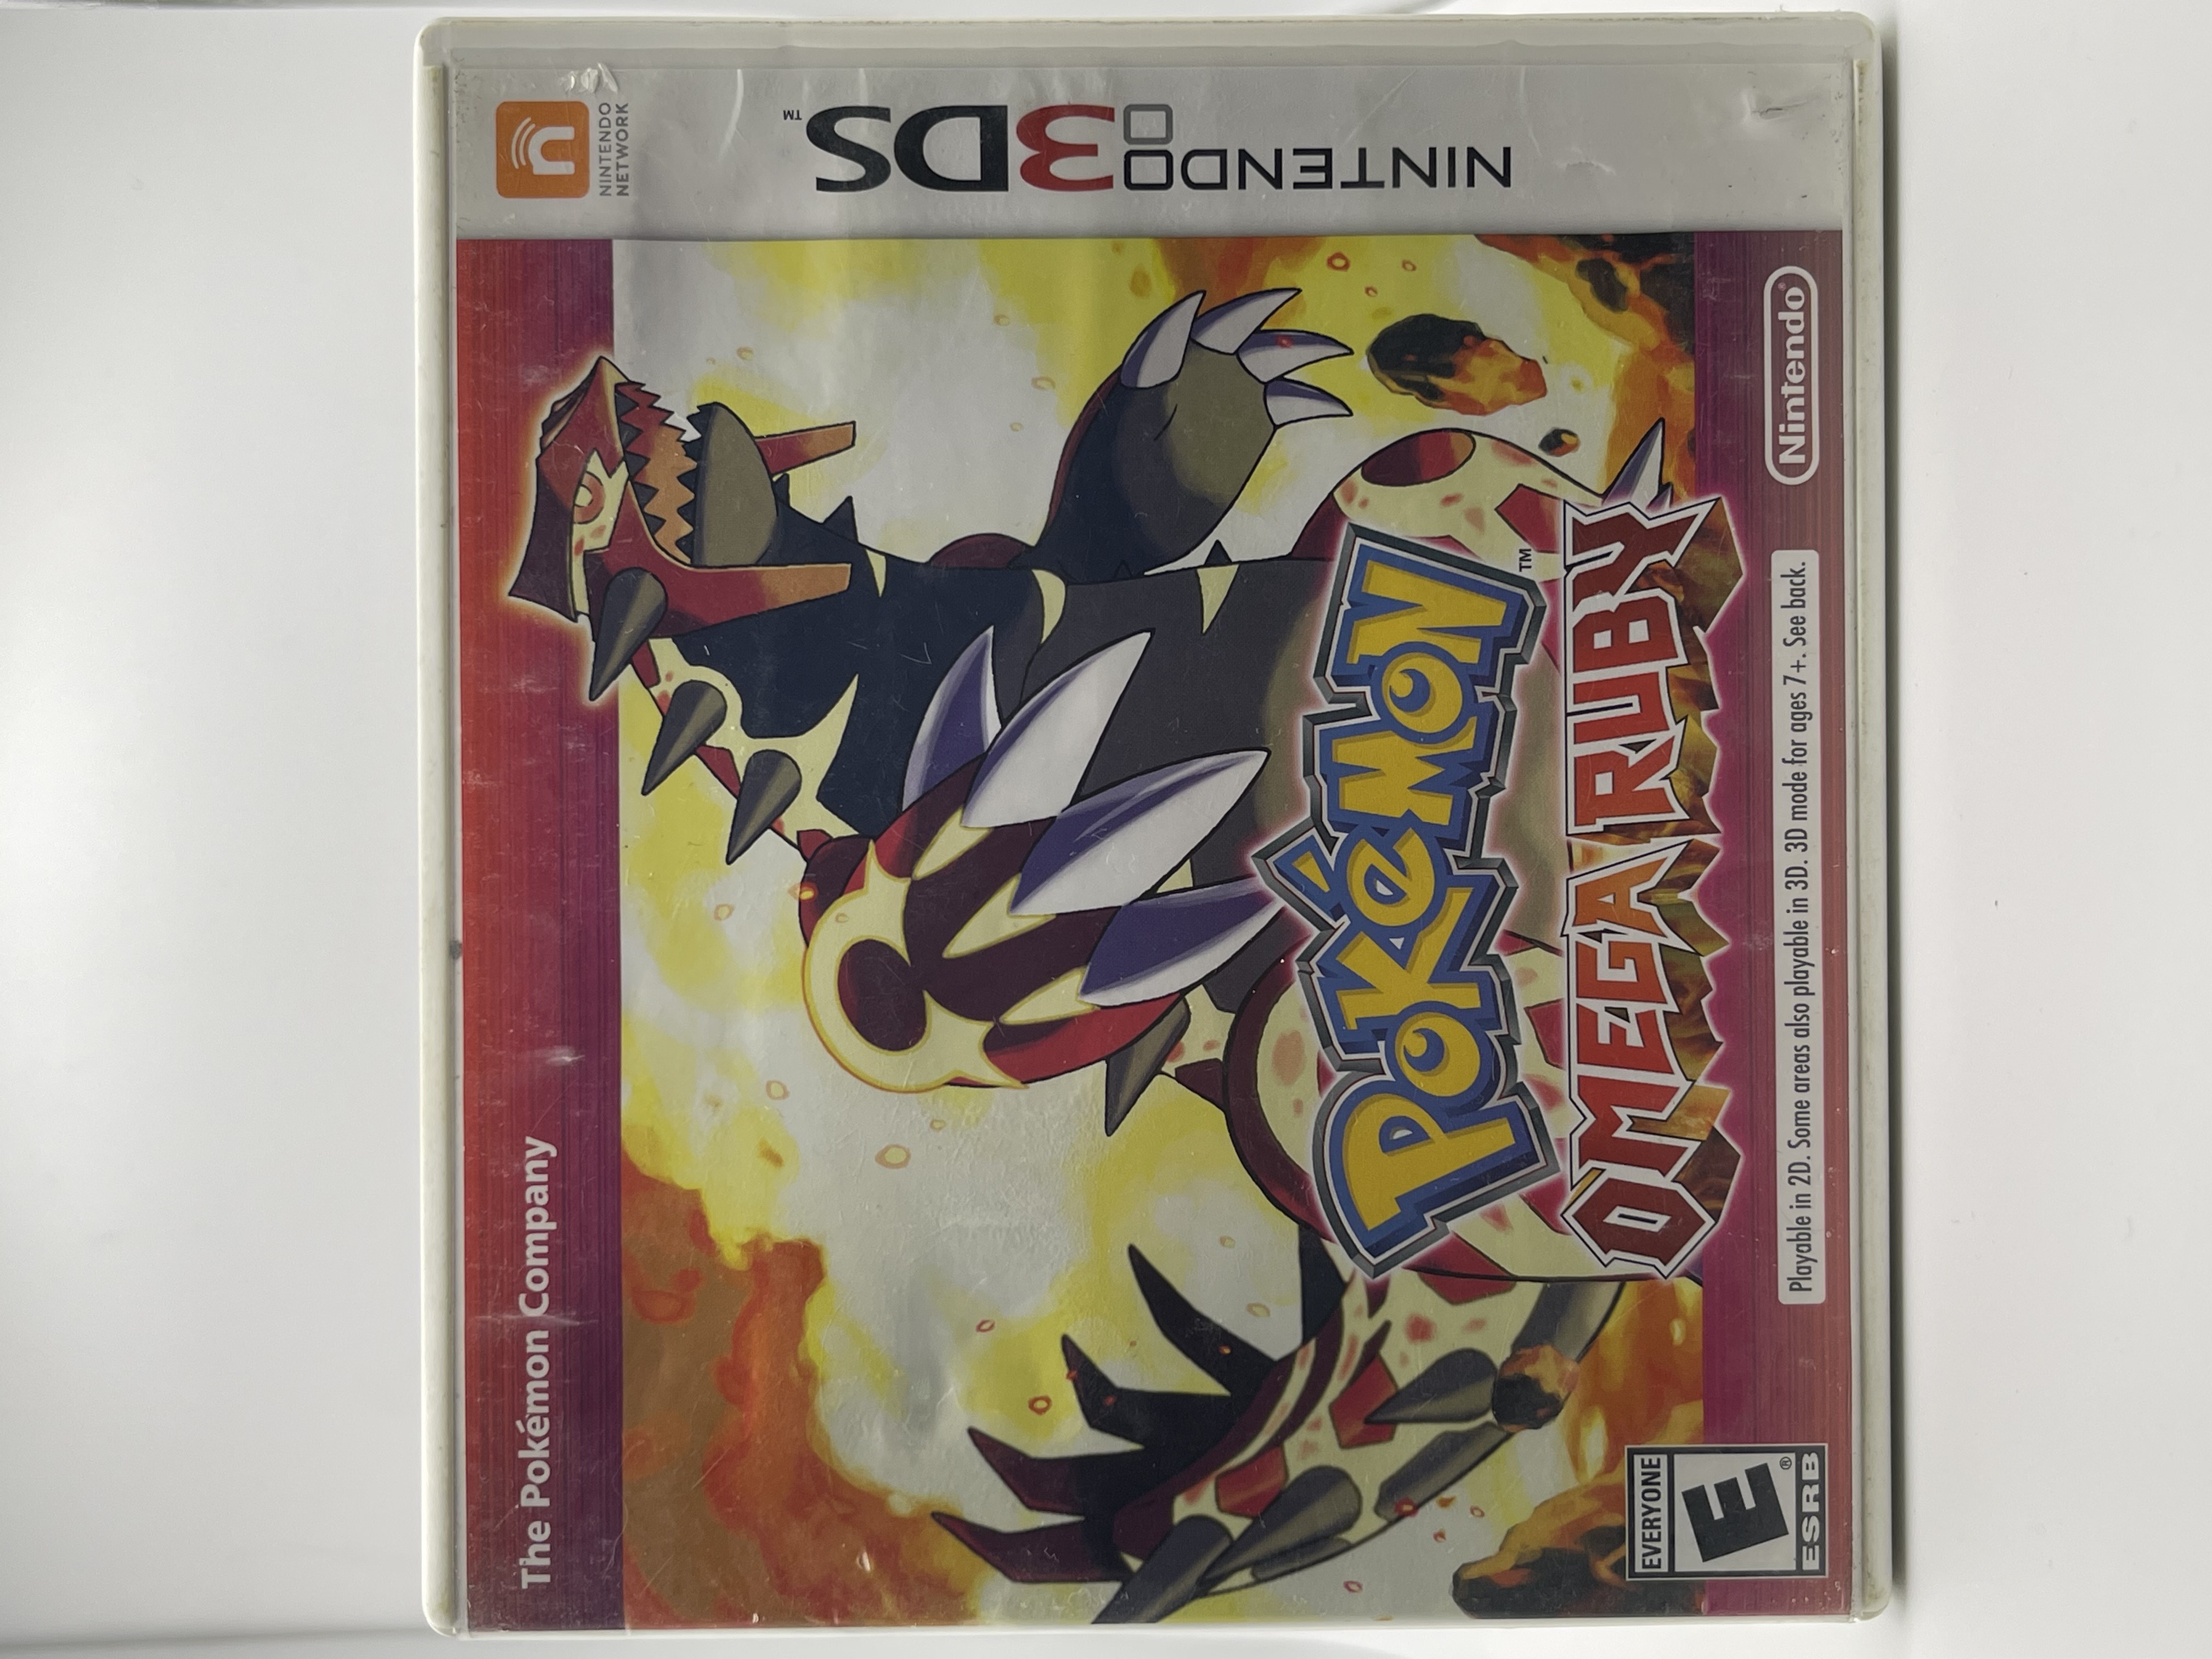 The Pokémon Company
n
NINTENDO
NETWORK
NINTENDO 3DS™
POKéMON™
OMEGA RUBY
EVERYONE
E®
ESRB
Playable in 2D. Some areas also playable in 3D. 3D mode for ages 7+. See back.
Nintendo®